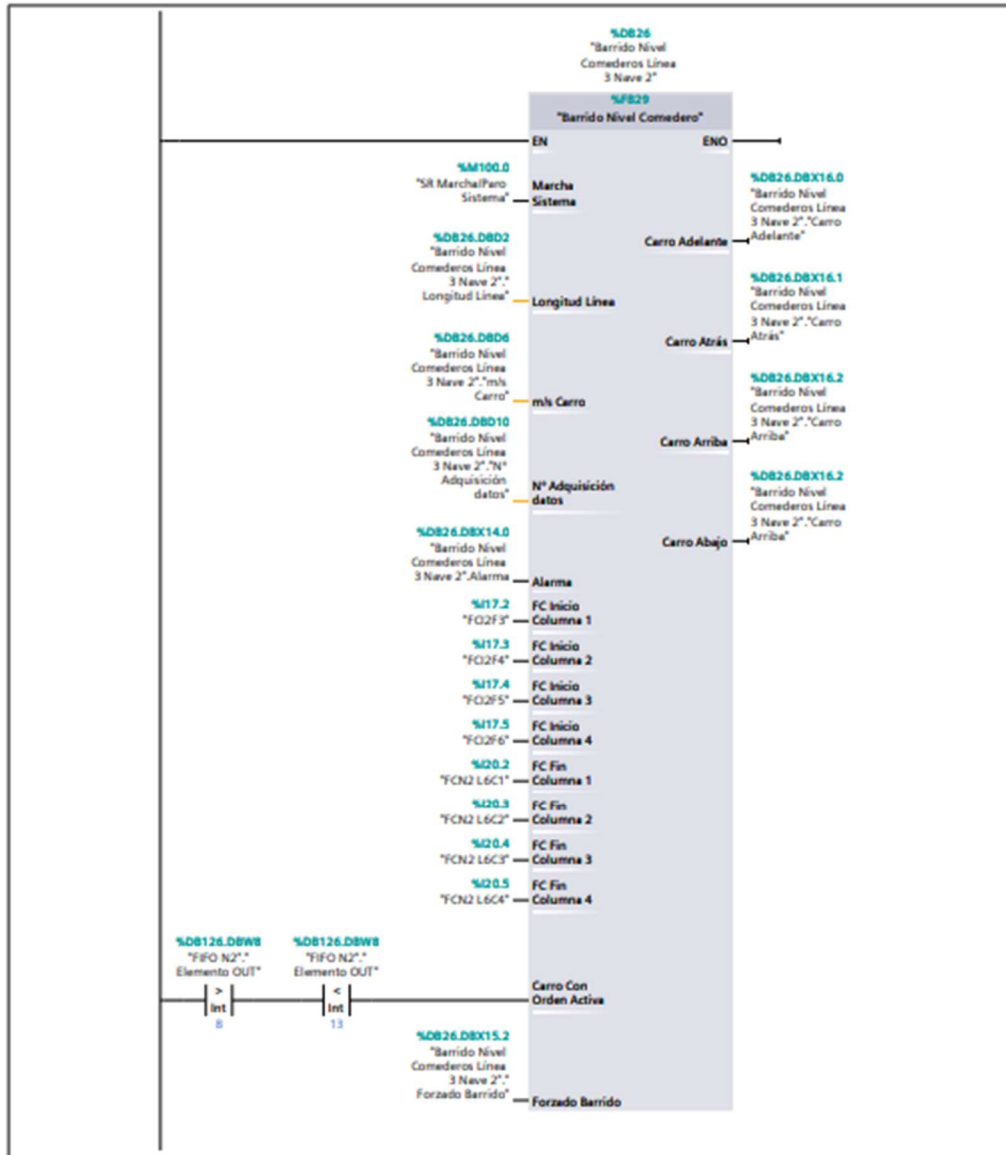 %DB26
"Barrido Nivel
Comederos Línea
3 Nave 2"
%FB29
"Barrido Nivel Comedero"
EN
ENO
%M100.0
"SR Marcha/Paro
Sistema"
Marcha
Sistema
%DB26.DBX16.0
"Barrido Nivel
Comederos Línea
3 Nave 2"."Carro
Adelante"
Carro Adelante
%DB26.DBD2
"Barrido Nivel
Comederos Línea
3 Nave 2"."
Longitud Línea"
Longitud Línea
%DB26.DBX16.1
"Barrido Nivel
Comederos Línea
3 Nave 2"."Carro
Atrás"
Carro Atrás
%DB26.DBD6
"Barrido Nivel
Comederos Línea
3 Nave 2"."m/s
Carro"
m/s Carro
%DB26.DBX16.2
"Barrido Nivel
Comederos Línea
3 Nave 2"."Carro
Arriba"
Carro Arriba
%DB26.DBD10
"Barrido Nivel
Comederos Línea
3 Nave 2"."N°
Adquisición
datos"
N° Adquisición
datos
%DB26.DBX16.2
"Barrido Nivel
Comederos Línea
3 Nave 2"."Carro
Arriba"
Carro Abajo
%DB26.DBX14.0
"Barrido Nivel
Comederos Línea
3 Nave 2".Alarma
Alarma
%I17.2
"FCI2F3"
FC Inicio
Columna 1
%I17.3
"FCI2F4"
FC Inicio
Columna 2
%I17.4
"FCI2F5"
FC Inicio
Columna 3
%I17.5
"FCI2F6"
FC Inicio
Columna 4
%I20.2
"FCN2 L6C1"
FC Fin
Columna 1
%I20.3
"FCN2 L6C2"
FC Fin
Columna 2
%I20.4
"FCN2 L6C3"
FC Fin
Columna 3
%I20.5
"FCN2 L6C4"
FC Fin
Columna 4
%DB126.DBW8
"FIFO N2"."
Elemento OUT"
>
Int
8
%DB126.DBW8
"FIFO N2"."
Elemento OUT"
<
Int
13
Carro Con
Orden Activa
%DB26.DBX15.2
"Barrido Nivel
Comederos Línea
3 Nave 2"."
Forzado Barrido"
Forzado Barrido